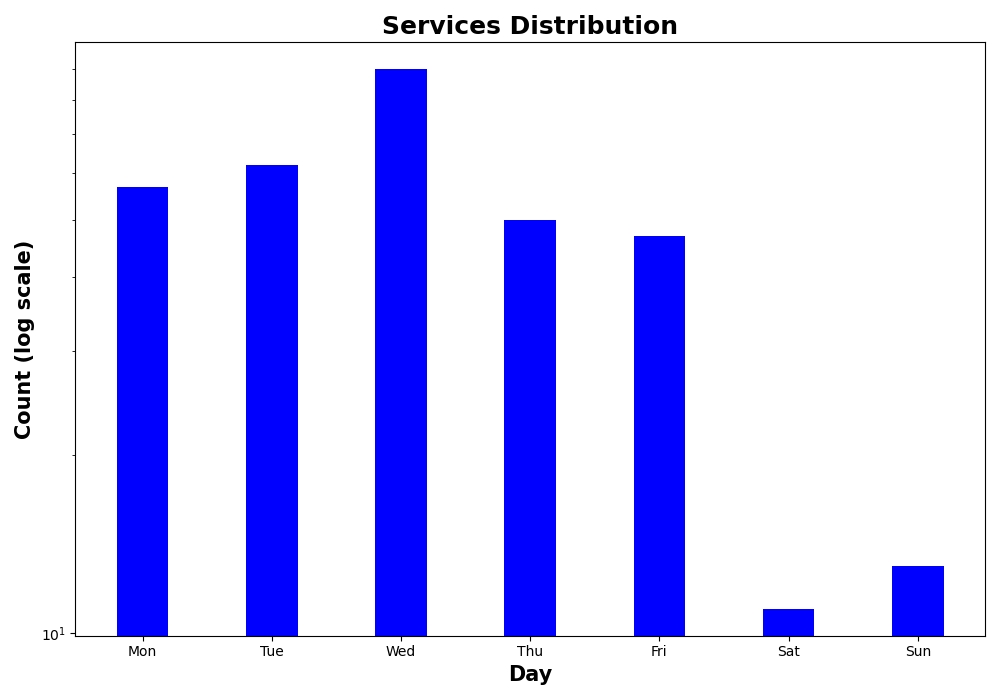 Services Distribution
Count (log scale)
10¹
Mon Tue Wed Thu Fri Sat Sun
Day